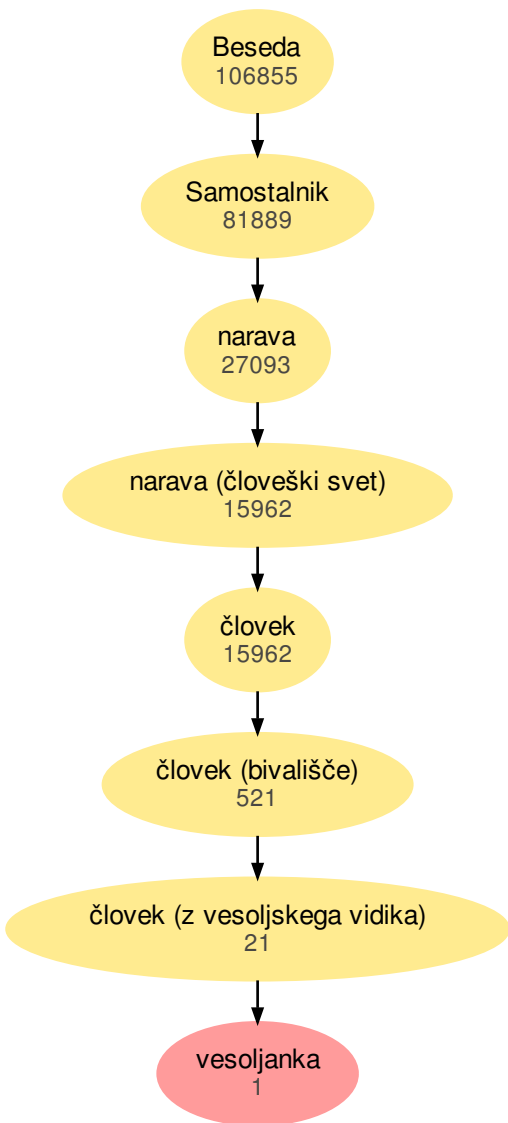 Beseda
106855
Samostalnik
81889
narava
27093
narava (človeški svet)
15962
človek
15962
človek (bivališče)
521
človek (z vesoljskega vidika)
21
vesoljanka
1